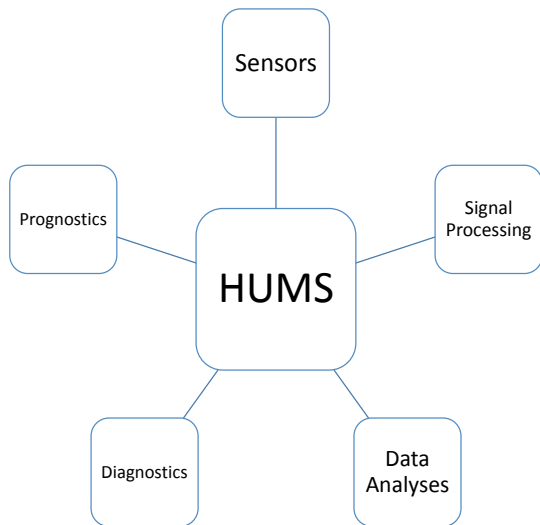 Sensors
Prognostics
Signal
Processing
HUMS
Diagnostics
Data
Analyses